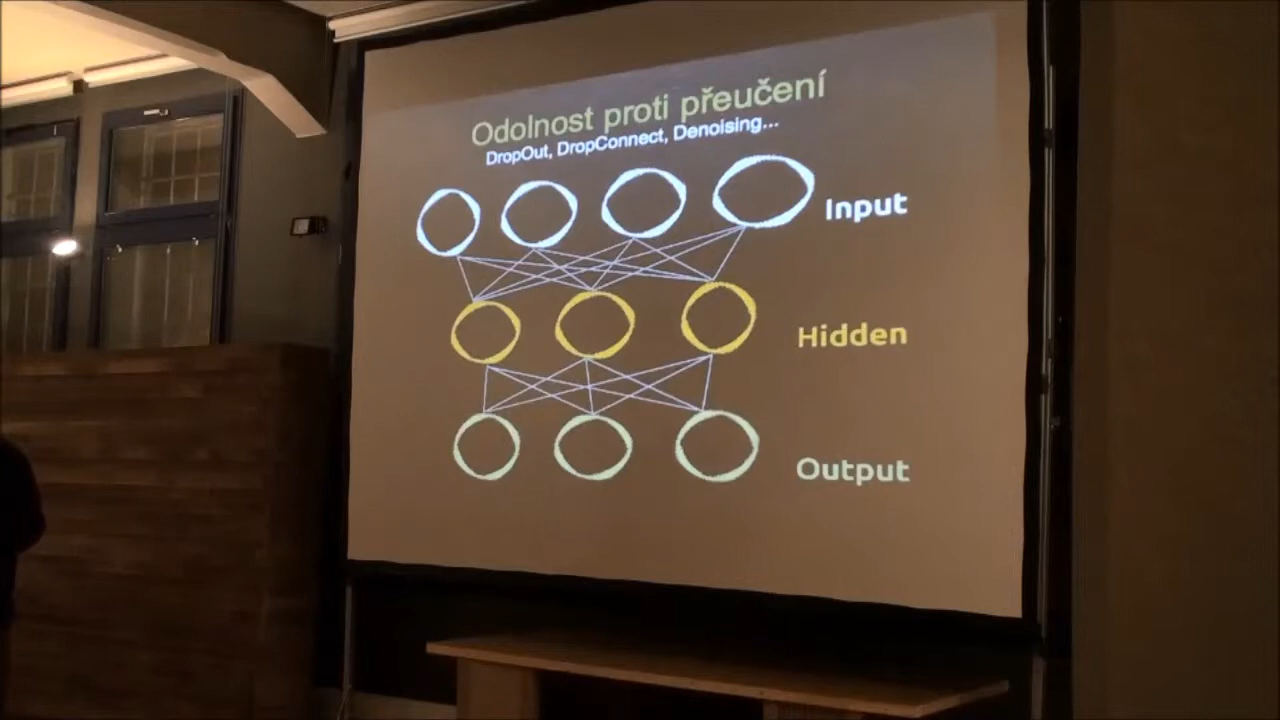 Odolnost proti přeučení
DropOut, DropConnect, Denoising...
Input
Hidden
Output